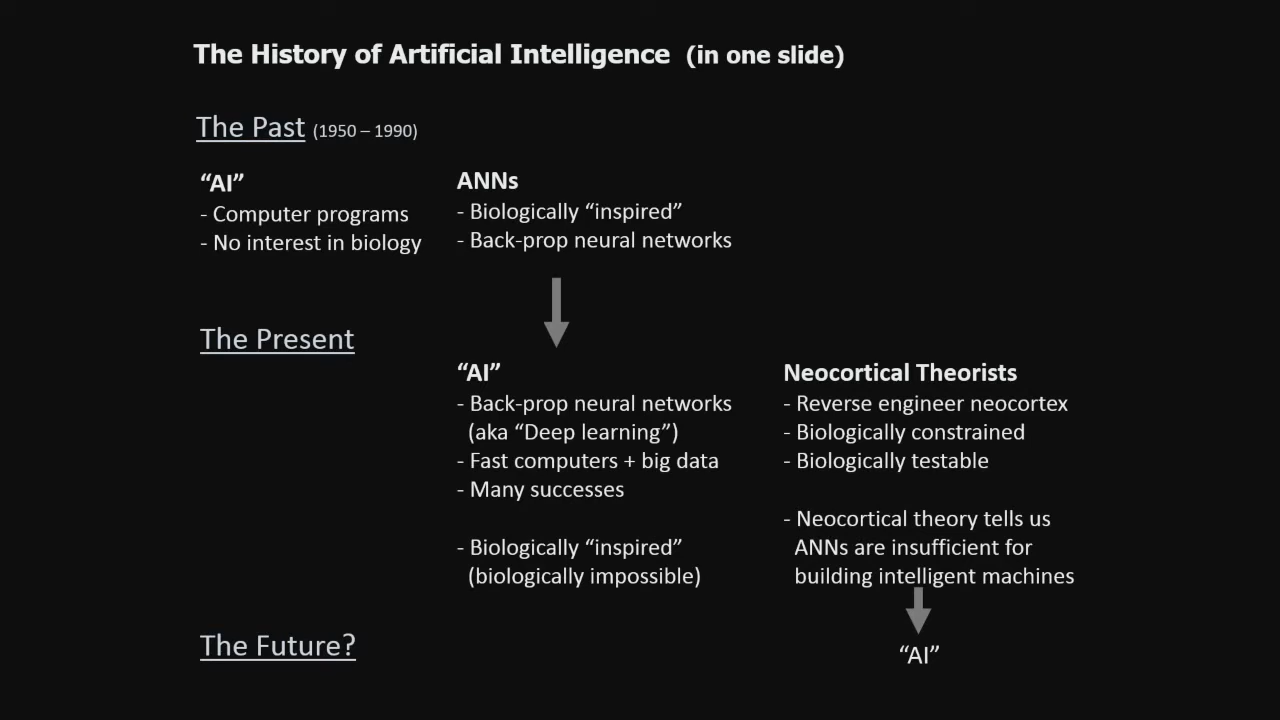 The History of Artificial Intelligence (in one slide)
The Past (1950 – 1990)
“AI”
- Computer programs
- No interest in biology
ANNs
- Biologically “inspired”
- Back-prop neural networks
The Present
“AI”
- Back-prop neural networks
(aka “Deep learning”)
- Fast computers + big data
- Many successes
- Biologically “inspired”
(biologically impossible)
Neocortical Theorists
- Reverse engineer neocortex
- Biologically constrained
- Biologically testable
- Neocortical theory tells us
ANNs are insufficient for
building intelligent machines
The Future?
“AI”